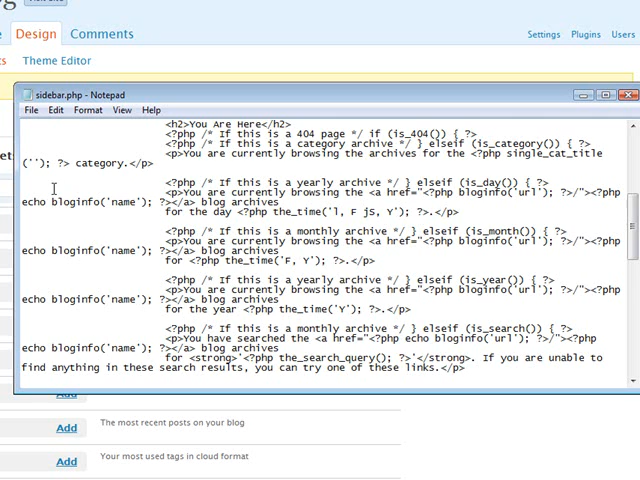 Design Comments
Settings Plugins Users
Theme Editor
sidebar.php - Notepad
File Edit Format View Help
<h2>You Are Here</h2>
<?php /* If this is a 404 page */ if (is_404()) { ?>
<?php /* If this is a category archive */ } elseif (is_category()) { ?>
<p>You are currently browsing the archives for the <?php single_cat_title
(''); ?> category.</p>
<?php /* If this is a yearly archive */ } elseif (is_day()) { ?>
<p>You are currently browsing the <a href="<?php bloginfo('url'); ?>/"><?php
echo bloginfo('name'); ?></a> blog archives
for the day <?php the_time('l, F jS, Y'); ?>.</p>
<?php /* If this is a monthly archive */ } elseif (is_month()) { ?>
<p>You are currently browsing the <a href="<?php bloginfo('url'); ?>/"><?php
echo bloginfo('name'); ?></a> blog archives
for <?php the_time('F, Y'); ?>.</p>
<?php /* If this is a yearly archive */ } elseif (is_year()) { ?>
<p>You are currently browsing the <a href="<?php bloginfo('url'); ?>/"><?php
echo bloginfo('name'); ?></a> blog archives
for the year <?php the_time('Y'); ?>.</p>
<?php /* If this is a monthly archive */ } elseif (is_search()) { ?>
<p>You have searched the <a href="<?php echo bloginfo('url'); ?>/"><?php
echo bloginfo('name'); ?></a> blog archives
for <strong>'<?php the_search_query(); ?>'</strong>. If you are unable to
find anything in these search results, you can try one of these links.</p>
Add
Add The most recent posts on your blog
Add Your most used tags in cloud format